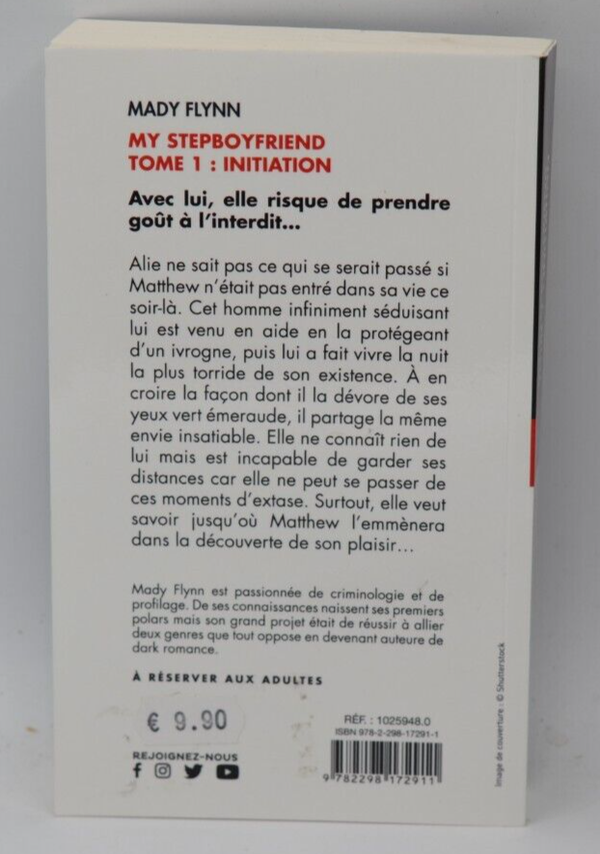 MADY FLYNN
MY STEPBOYFRIEND
TOME 1 : INITIATION
Avec lui, elle risque de prendre
goût à l'interdit...
Alie ne sait pas ce qui se serait passé si
Matthew n'était pas entré dans sa vie ce
soir-là. Cet homme infiniment séduisant
lui est venu en aide en la protégeant
d'un ivrogne, puis lui a fait vivre la nuit
la plus torride de son existence. À en
croire la façon dont il la dévore de ses
yeux vert émeraude, il partage la même
envie insatiable. Elle ne connaît rien de
lui mais est incapable de garder ses
distances car elle ne peut se passer de
ces moments d'extase. Surtout, elle veut
savoir jusqu'où Matthew l'emmènera
dans la découverte de son plaisir...
Mady Flynn est passionnée de criminologie et de
profilage. De ses connaissances naissent ses premiers
polars mais son grand projet était de réussir à allier
deux genres que tout oppose en devenant auteure de
dark romance.
À RÉSERVER AUX ADULTES
€ 9.90
RÉF. : 1025948.0
ISBN 978-2-298-17291-1
9 782298 172911
REJOIGNEZ-NOUS
Image de couverture : © Shutterstock